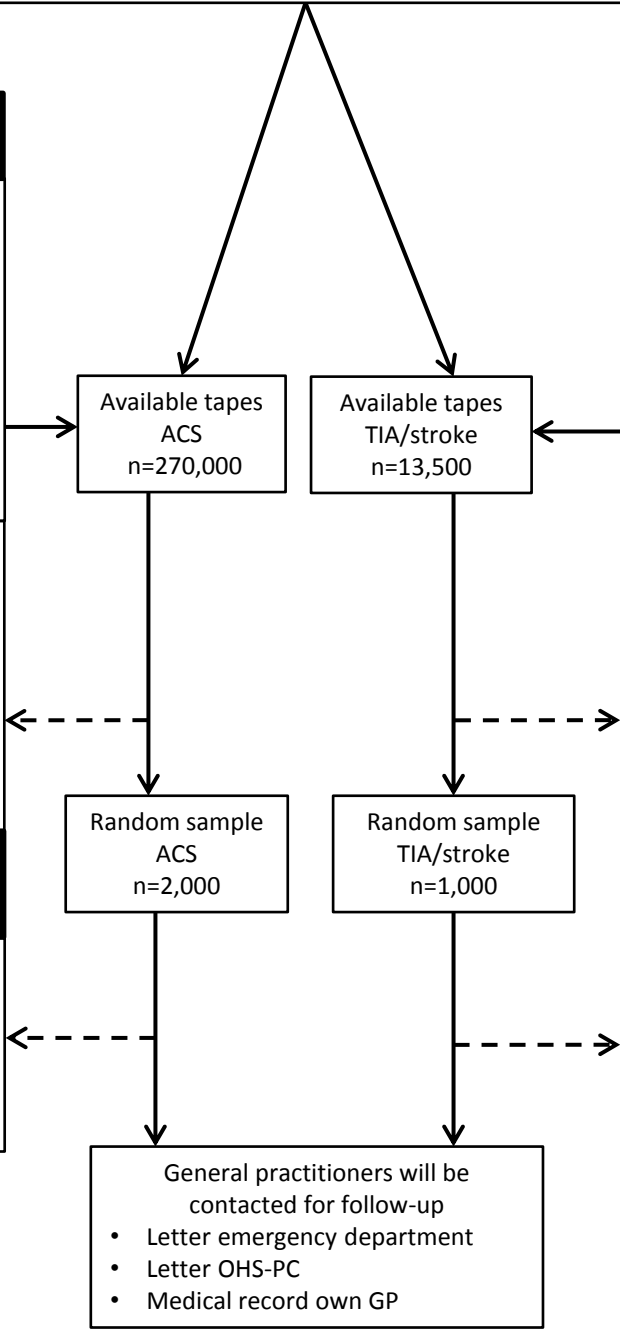 Available tapes
ACS
n=270,000
Available tapes
TIA/stroke
n=13,500
Random sample
ACS
n=2,000
Random sample
TIA/stroke
n=1,000
General practitioners will be
contacted for follow-up
• Letter emergency department
• Letter OHS-PC
• Medical record own GP